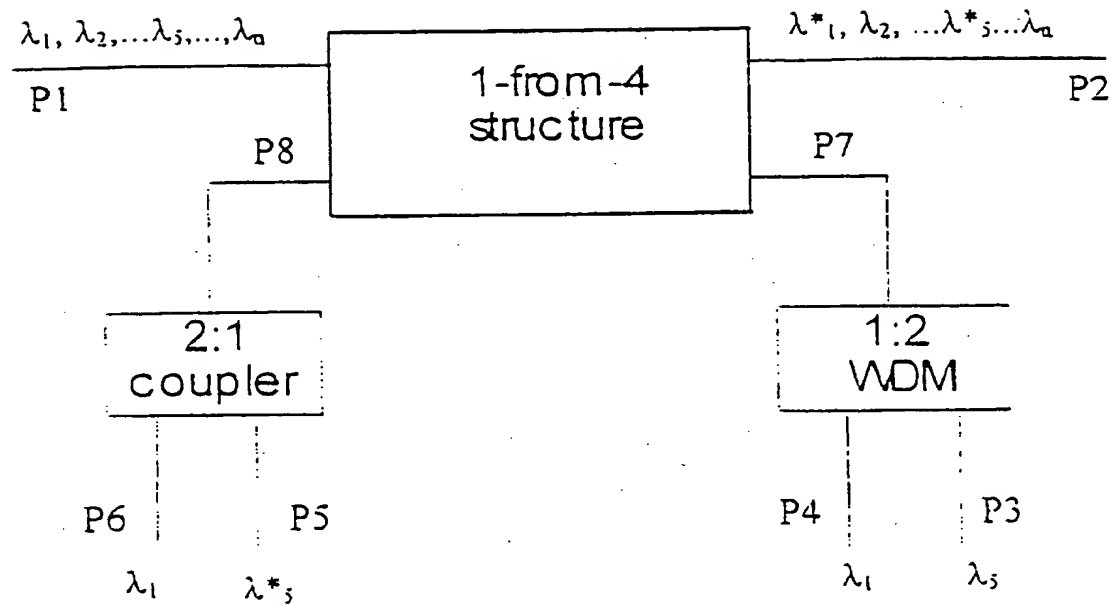 λ1, λ2,...λ5,...,λn
λ*1, λ2, ...λ*5...λn
P1
1-from-4
structure
P2
P8
P7
2:1
coupler
1:2
WDM
P6
P5
P4
P3
λ1
λ*5
λ1
λ5